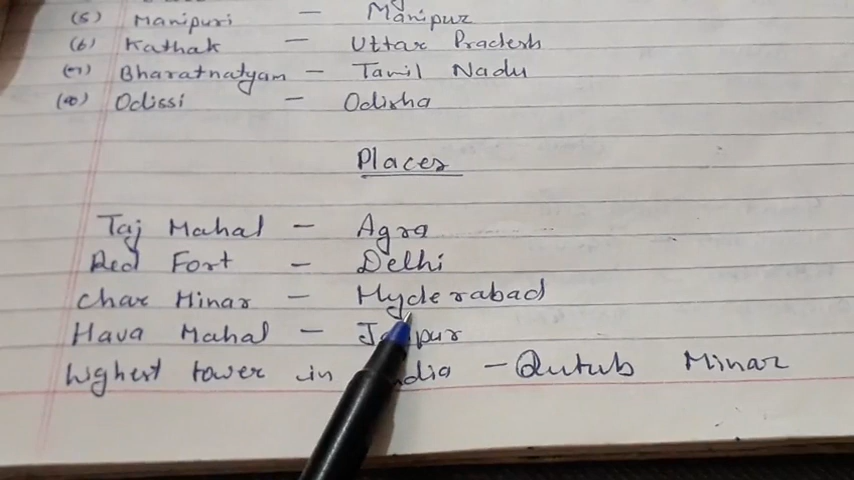 (5) Manipuri - Manipur
(6) Kathak - Uttar Pradesh
(7) Bharatnatyam - Tamil Nadu
(8) Odissi - Odisha
Places
Taj Mahal - Agra
Red Fort - Delhi
Char Minar - Hyderabad
Hava Mahal - Jaipur
Highest tower in India - Qutub Minar